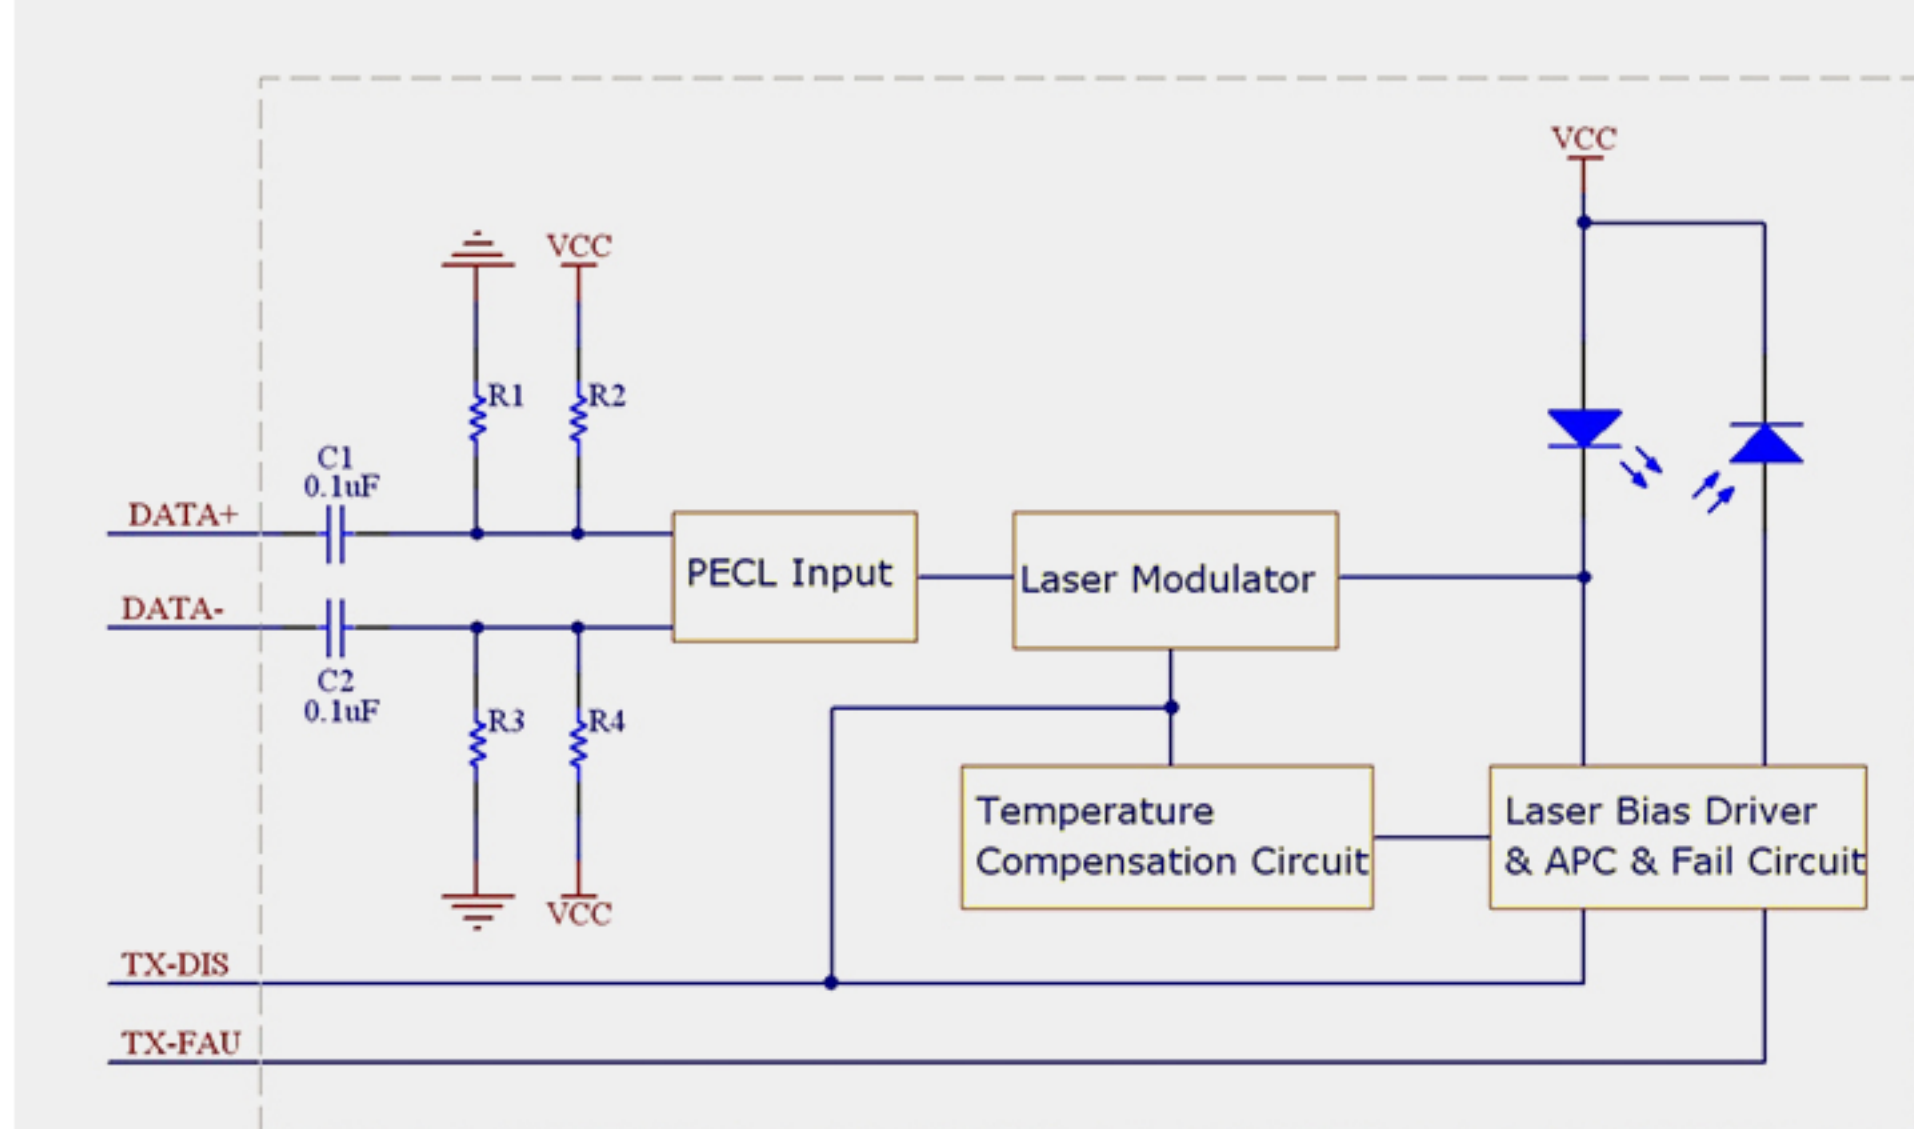 VCC
VCC
R1
R2
C1
0.1uF
DATA+
PECL Input
Laser Modulator
DATA-
C2
0.1uF
R3
R4
Temperature
Compensation Circuit
Laser Bias Driver
& APC & Fail Circuit
VCC
TX-DIS
TX-FAU